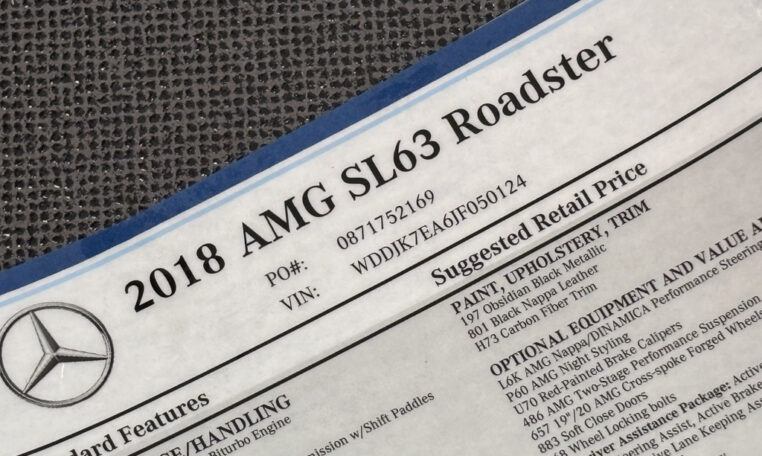 2018 AMG SL63 Roadster
PO#: 0871752169
VIN: WDDJK7EA6JF050124
Suggested Retail Price
PAINT, UPHOLSTERY, TRIM
197 Obsidian Black Metallic
801 Black Nappa Leather
H73 Carbon Fiber Trim
OPTIONAL EQUIPMENT AND VALUE
L6K AMG Nappa/DINAMICA Performance Steering
P60 AMG Night Styling
U70 Red-Painted Brake Calipers
486 AMG Two-Stage Performance Suspension
657 19"/20 AMG Cross-spoke Forged Wheels
883 Soft Close Doors
Wheel Locking bolts
Assistance Package: Active
Assist, Active Brake
Lane Keeping
Features
/HANDLING
Biturbo Engine
w/Shift Paddles